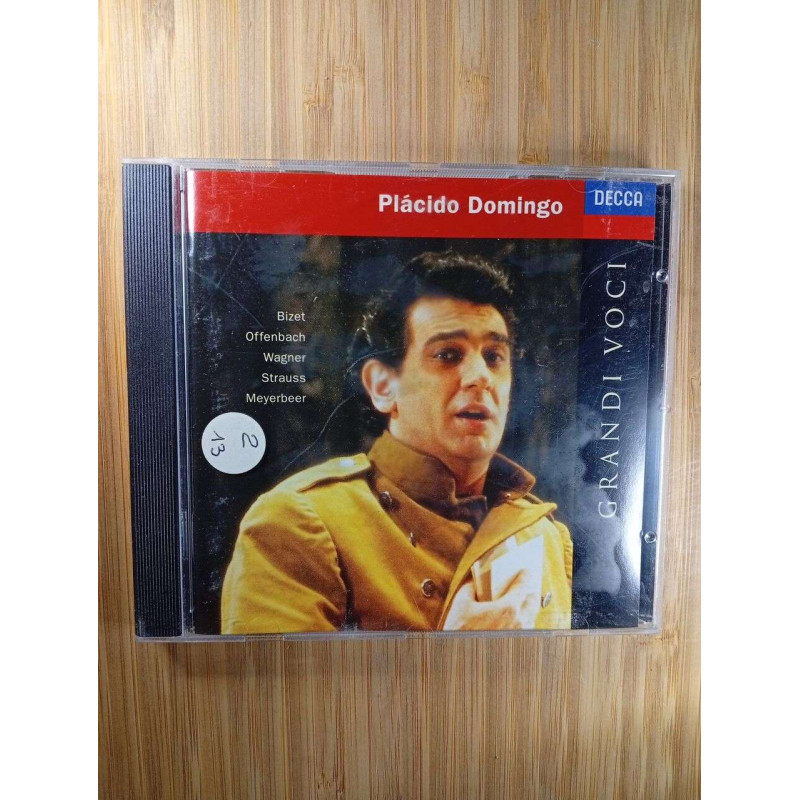 Plácido Domingo
DECCA
Bizet
Offenbach
Wagner
Strauss
Meyerbeer
GRANDI VOCI
2
13